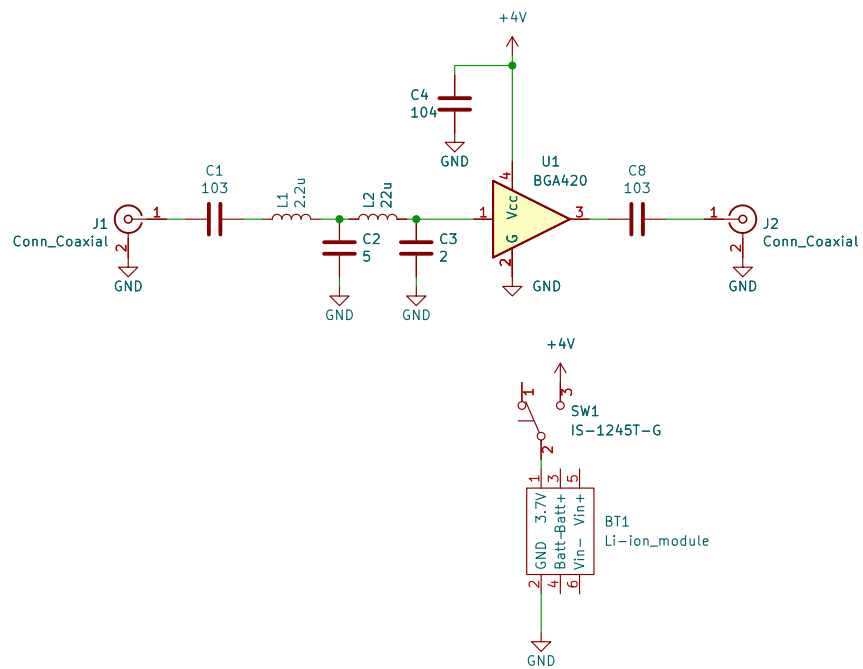 +4V
C4
104
GND
U1
BGA420
4
Vcc
1
3
G
2
GND
C1
103
L1
2.2u
L2
22u
C8
103
J1
Conn_Coaxial
1
2
GND
C2
5
GND
C3
2
GND
1
J2
Conn_Coaxial
2
GND
+4V
1
3
SW1
IS-1245T-G
2
1
3
5
3.7V
Batt+
Vin+
GND
Batt-
Vin-
2
4
6
BT1
Li-ion_module
GND